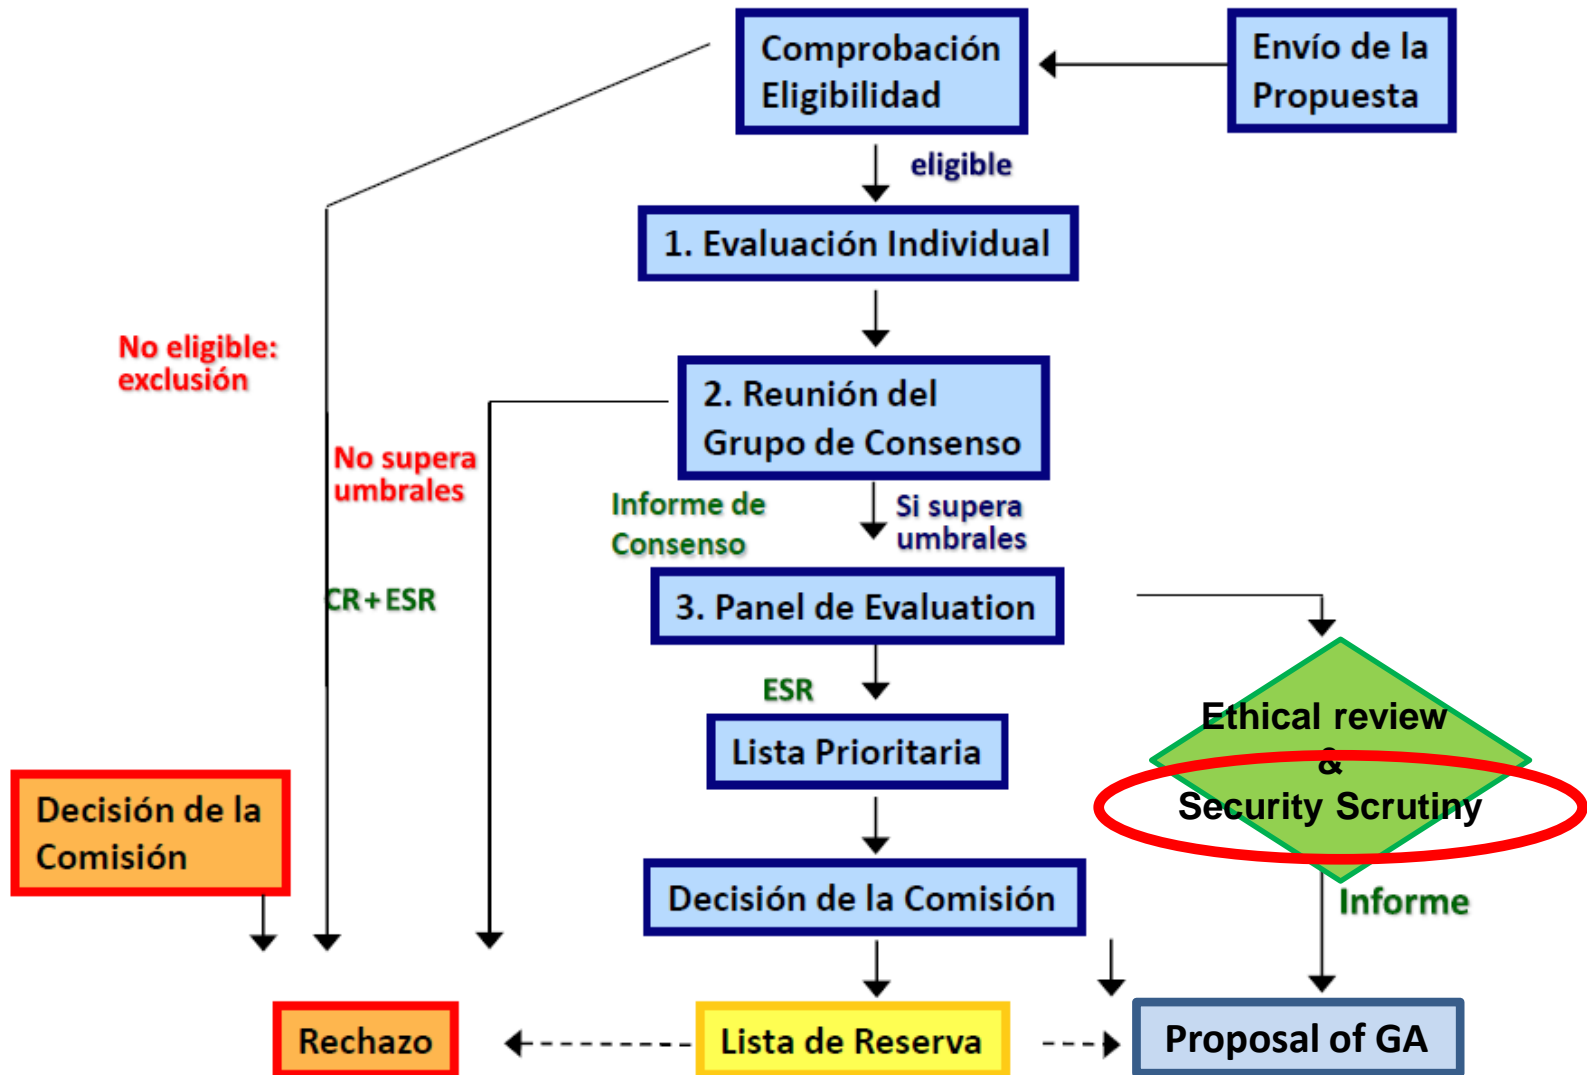 Comprobación
Eligibilidad
Envío de la
Propuesta
eligible
1. Evaluación Individual
No eligible:
exclusión
2. Reunión del
Grupo de Consenso
No supera
umbrales
Informe de
Consenso
Si supera
umbrales
CR+ESR
3. Panel de Evaluation
ESR
Lista Prioritaria
Ethical review
&
Security Scrutiny
Decisión de la
Comisión
Decisión de la Comisión
Informe
Rechazo
Lista de Reserva
Proposal of GA